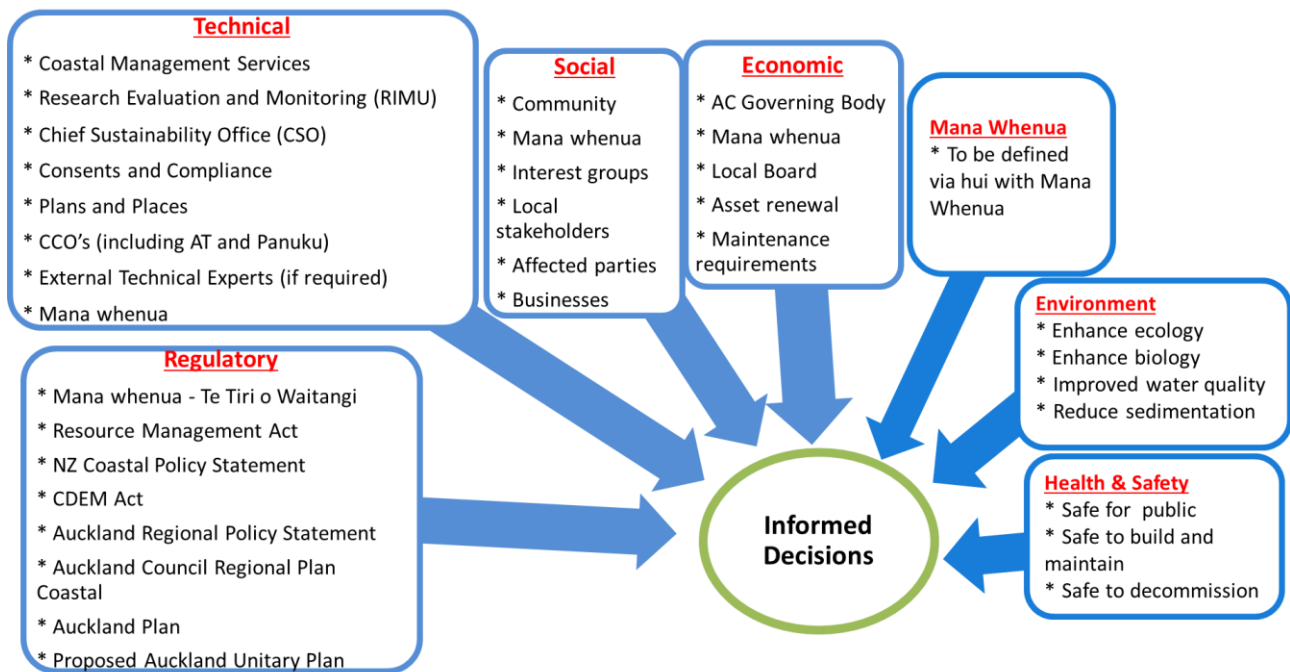 Technical
* Coastal Management Services
* Research Evaluation and Monitoring (RIMU)
* Chief Sustainability Office (CSO)
* Consents and Compliance
* Plans and Places
* CCO's (including AT and Panuku)
* External Technical Experts (if required)
* Mana whenua
Social
* Community
* Mana whenua
* Interest groups
* Local
stakeholders
* Affected parties
* Businesses
Economic
* AC Governing Body
* Mana whenua
* Local Board
* Asset renewal
* Maintenance
requirements
Mana Whenua
* To be defined
via hui with Mana
Whenua
Environment
* Enhance ecology
* Enhance biology
* Improved water quality
* Reduce sedimentation
Health & Safety
* Safe for public
* Safe to build and
maintain
* Safe to decommission
Regulatory
* Mana whenua - Te Tiri o Waitangi
* Resource Management Act
* NZ Coastal Policy Statement
* CDEM Act
* Auckland Regional Policy Statement
* Auckland Council Regional Plan
Coastal
* Auckland Plan
* Proposed Auckland Unitary Plan
Informed
Decisions